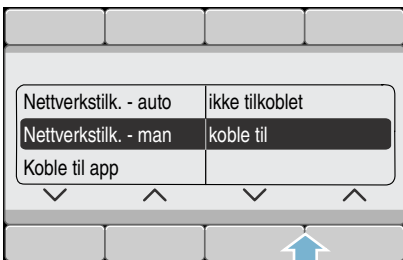 Nettverkstilk. - auto ikke tilkoblet
Nettverkstilk. - man koble til
Koble til app